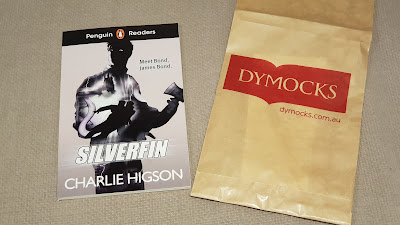 Penguin Readers
Meet Bond,
James Bond.
SILVERFIN
CHARLIE HIGSON
DYMOCKS
dymocks.com.au